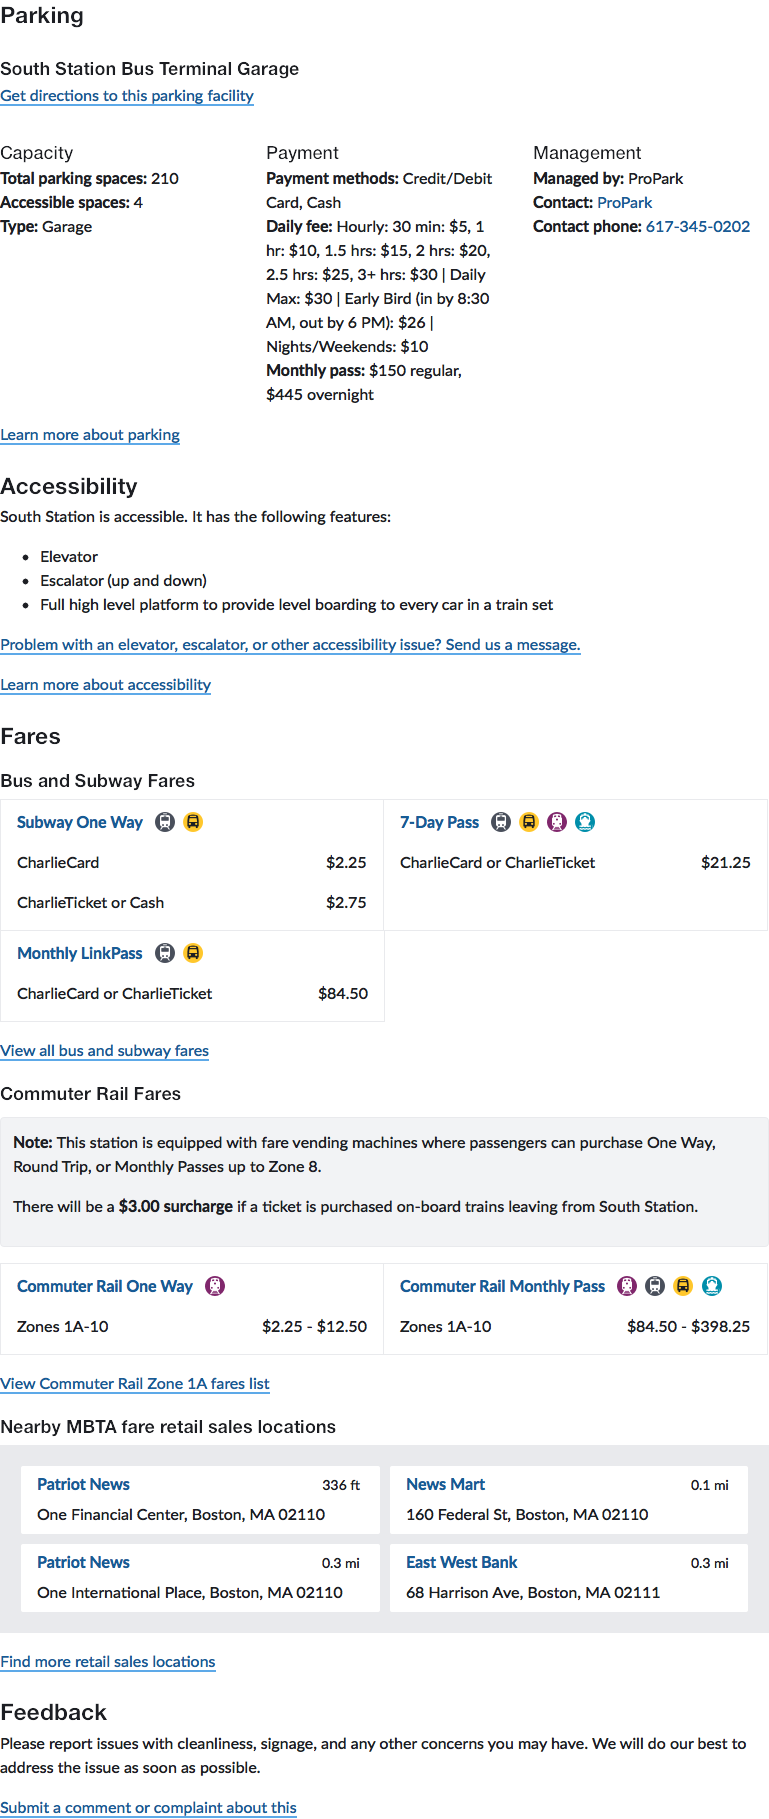 Parking
South Station Bus Terminal Garage
Get directions to this parking facility
Capacity
Total parking spaces: 210
Accessible spaces: 4
Type: Garage
Payment
Payment methods: Credit/Debit
Card, Cash
Daily fee: Hourly: 30 min: $5, 1
hr: $10, 1.5 hrs: $15, 2 hrs: $20,
2.5 hrs: $25, 3+ hrs: $30 | Daily
Max: $30 | Early Bird (in by 8:30
AM, out by 6 PM): $26 |
Nights/Weekends: $10
Monthly pass: $150 regular,
$445 overnight
Management
Managed by: ProPark
Contact: ProPark
Contact phone: 617-345-0202
Learn more about parking
Accessibility
South Station is accessible. It has the following features:
• Elevator
• Escalator (up and down)
• Full high level platform to provide level boarding to every car in a train set
Problem with an elevator, escalator, or other accessibility issue? Send us a message.
Learn more about accessibility
Fares
Bus and Subway Fares
Subway One Way
CharlieCard $2.25
CharlieTicket or Cash $2.75
7-Day Pass
CharlieCard or CharlieTicket $21.25
Monthly LinkPass
CharlieCard or CharlieTicket $84.50
View all bus and subway fares
Commuter Rail Fares
Note: This station is equipped with fare vending machines where passengers can purchase One Way,
Round Trip, or Monthly Passes up to Zone 8.
There will be a $3.00 surcharge if a ticket is purchased on-board trains leaving from South Station.
Commuter Rail One Way
Zones 1A-10 $2.25 - $12.50
Commuter Rail Monthly Pass
Zones 1A-10 $84.50 - $398.25
View Commuter Rail Zone 1A fares list
Nearby MBTA fare retail sales locations
Patriot News 336 ft
One Financial Center, Boston, MA 02110
News Mart 0.1 mi
160 Federal St, Boston, MA 02110
Patriot News 0.3 mi
One International Place, Boston, MA 02110
East West Bank 0.3 mi
68 Harrison Ave, Boston, MA 02111
Find more retail sales locations
Feedback
Please report issues with cleanliness, signage, and any other concerns you may have. We will do our best to
address the issue as soon as possible.
Submit a comment or complaint about this